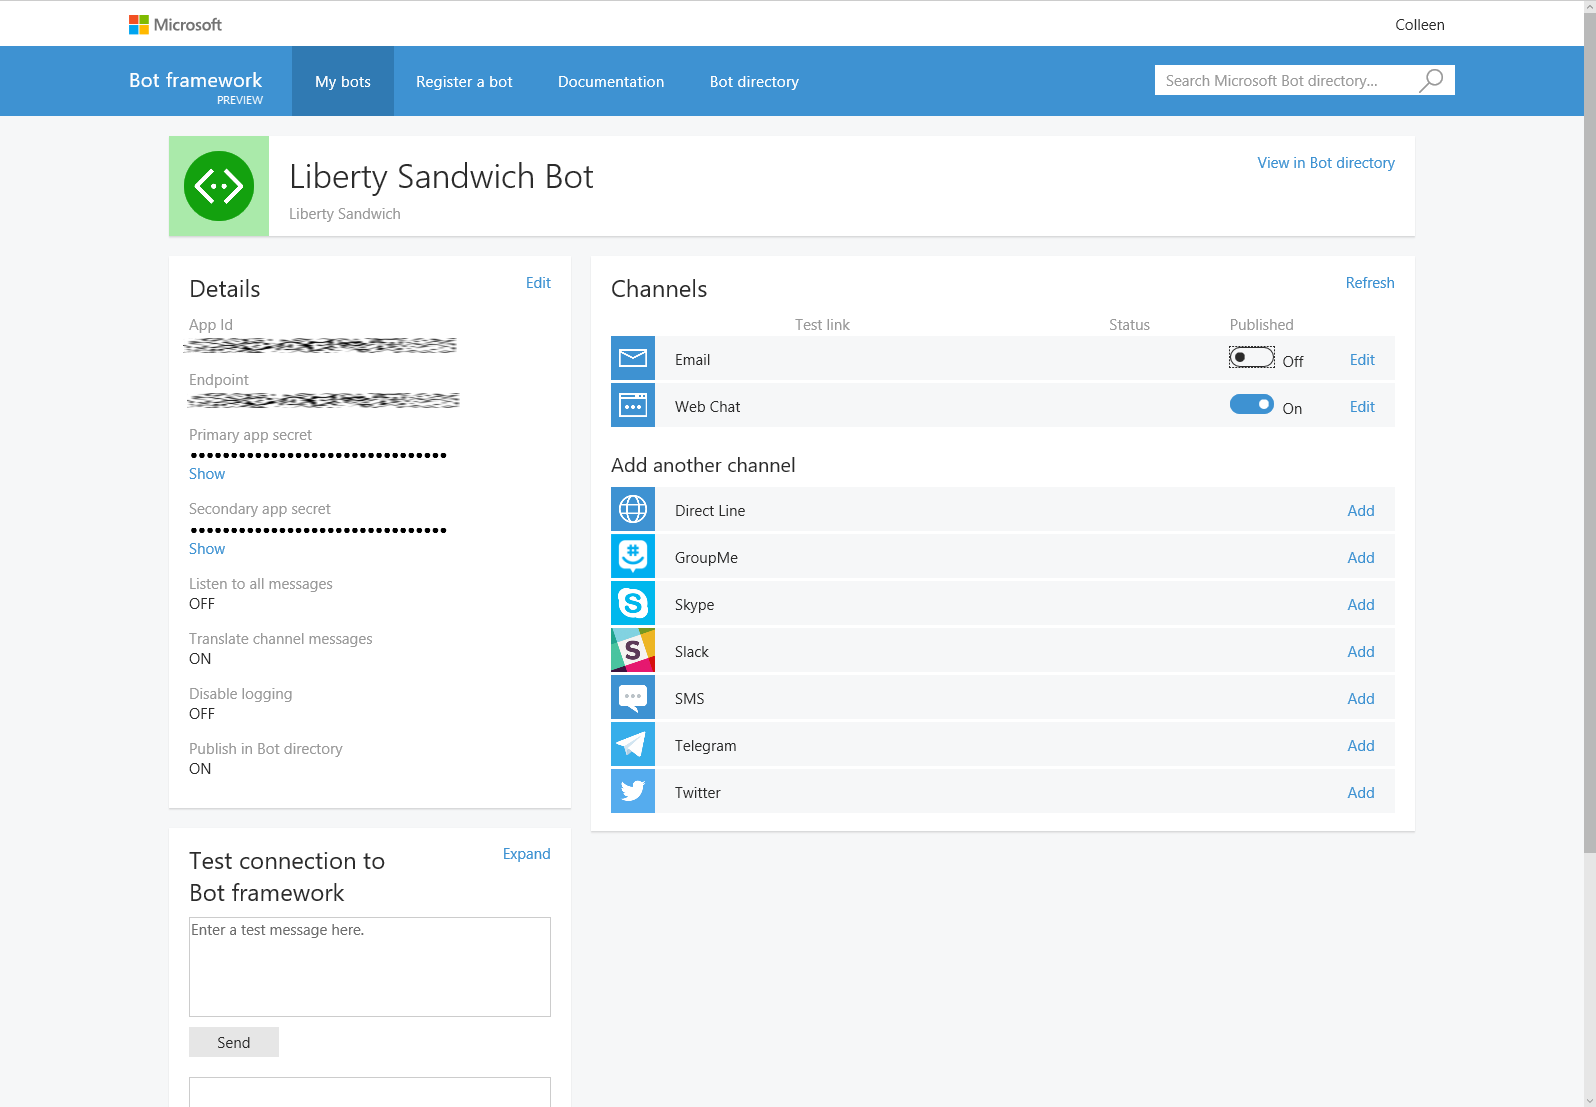 Microsoft
Colleen
Bot framework
PREVIEW
My bots
Register a bot
Documentation
Bot directory
Search Microsoft Bot directory...
Liberty Sandwich Bot
Liberty Sandwich
View in Bot directory
Details
Edit
App Id
Endpoint
Primary app secret
••••••••••••••••••••••••••••••••
Show
Secondary app secret
••••••••••••••••••••••••••••••••
Show
Listen to all messages
OFF
Translate channel messages
ON
Disable logging
OFF
Publish in Bot directory
ON
Test connection to
Bot framework
Expand
Enter a test message here.
Send
Channels
Refresh
Test link Status Published
Email Off Edit
Web Chat On Edit
Add another channel
Direct Line Add
GroupMe Add
Skype Add
Slack Add
SMS Add
Telegram Add
Twitter Add